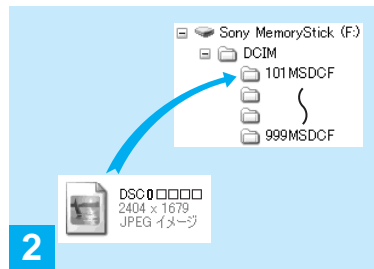 Sony MemoryStick (F:)
DCIM
101MSDCF
999MSDCF
DSC0□□□□
2404 x 1679
JPEG イメージ
2